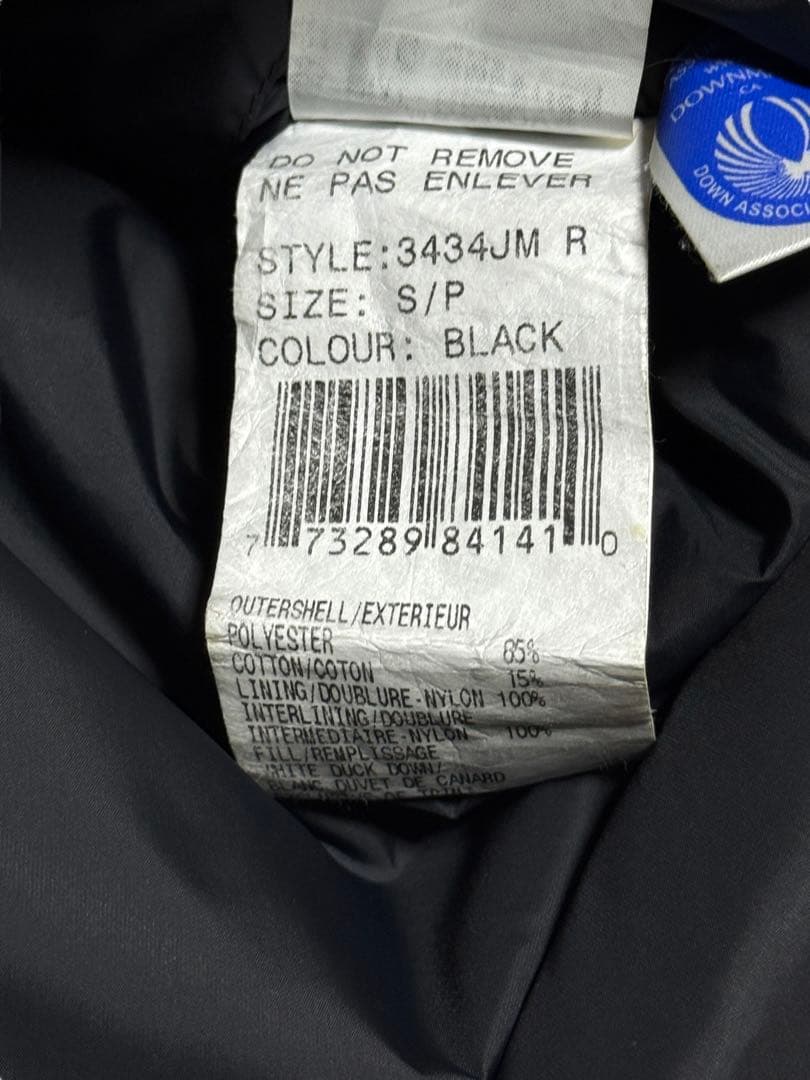 DO NOT REMOVE
NE PAS ENLEVER
STYLE:3434JM R
SIZE: S/P
COLOUR: BLACK
7 73289 84141 0
OUTERSHELL/EXTERIEUR
POLYESTER 85%
COTTON/COTON 15%
LINING/DOUBLURE-NYLON 100%
INTERLINING/DOUBLURE
INTERMEDIAIRE-NYLON 100%
FILL/REMPLISSAGE
WHITE DUCK DOWN/
BLANC DUVET DE CANARD
CA
DOWN